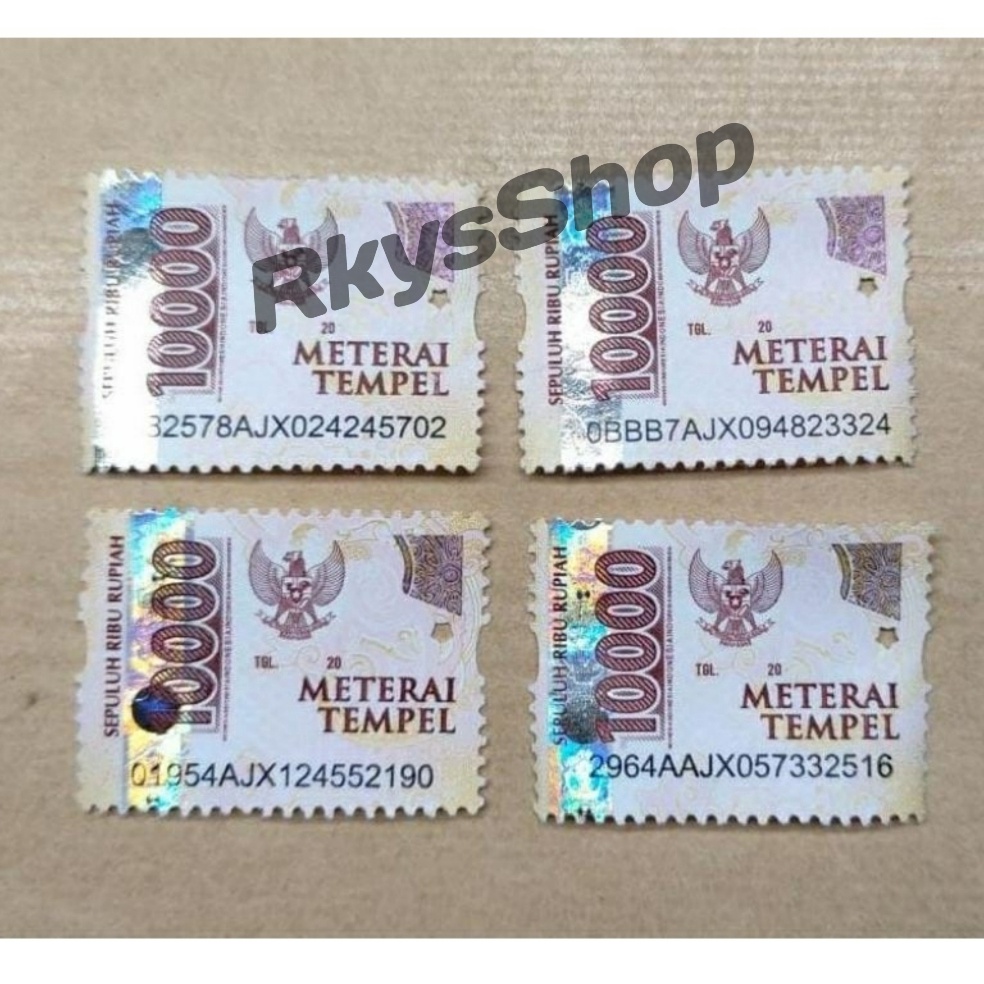 RkysShop
SEPULUH RIBU RUPIAH
10000
TGL. 20
METERAI
TEMPEL
32578AJX024245702
SEPULUH RIBU RUPIAH
10000
TGL. 20
METERAI
TEMPEL
0BBB7AJX094823324
SEPULUH RIBU RUPIAH
10000
TGL. 20
METERAI
TEMPEL
01954AJX124552190
SEPULUH RIBU RUPIAH
10000
TGL. 20
METERAI
TEMPEL
2964AAJX057332516